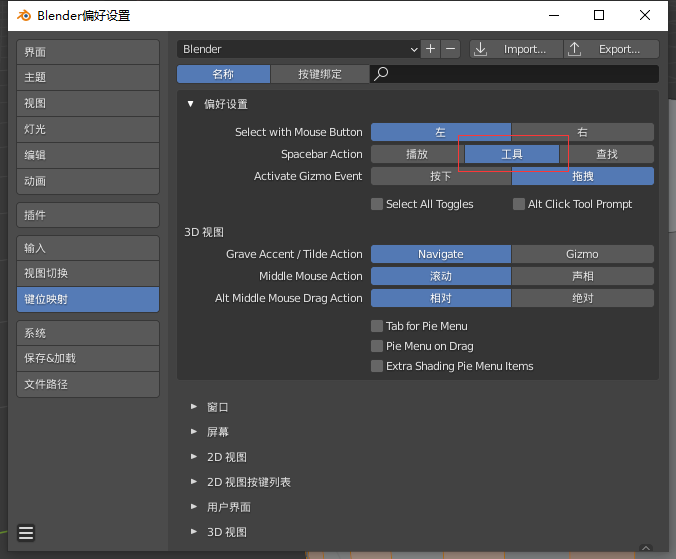 Blender偏好设置
界面
主题
视图
灯光
编辑
动画
插件
输入
视图切换
键位映射
系统
保存&加载
文件路径
Blender Import... Export...
名称 按键绑定
偏好设置
Select with Mouse Button 左 右
Spacebar Action 播放 工具 查找
Activate Gizmo Event 按下 拖拽
Select All Toggles Alt Click Tool Prompt
3D 视图
Grave Accent / Tilde Action Navigate Gizmo
Middle Mouse Action 滚动 声相
Alt Middle Mouse Drag Action 相对 绝对
Tab for Pie Menu
Pie Menu on Drag
Extra Shading Pie Menu Items
窗口
屏幕
2D 视图
2D 视图按键列表
用户界面
3D 视图